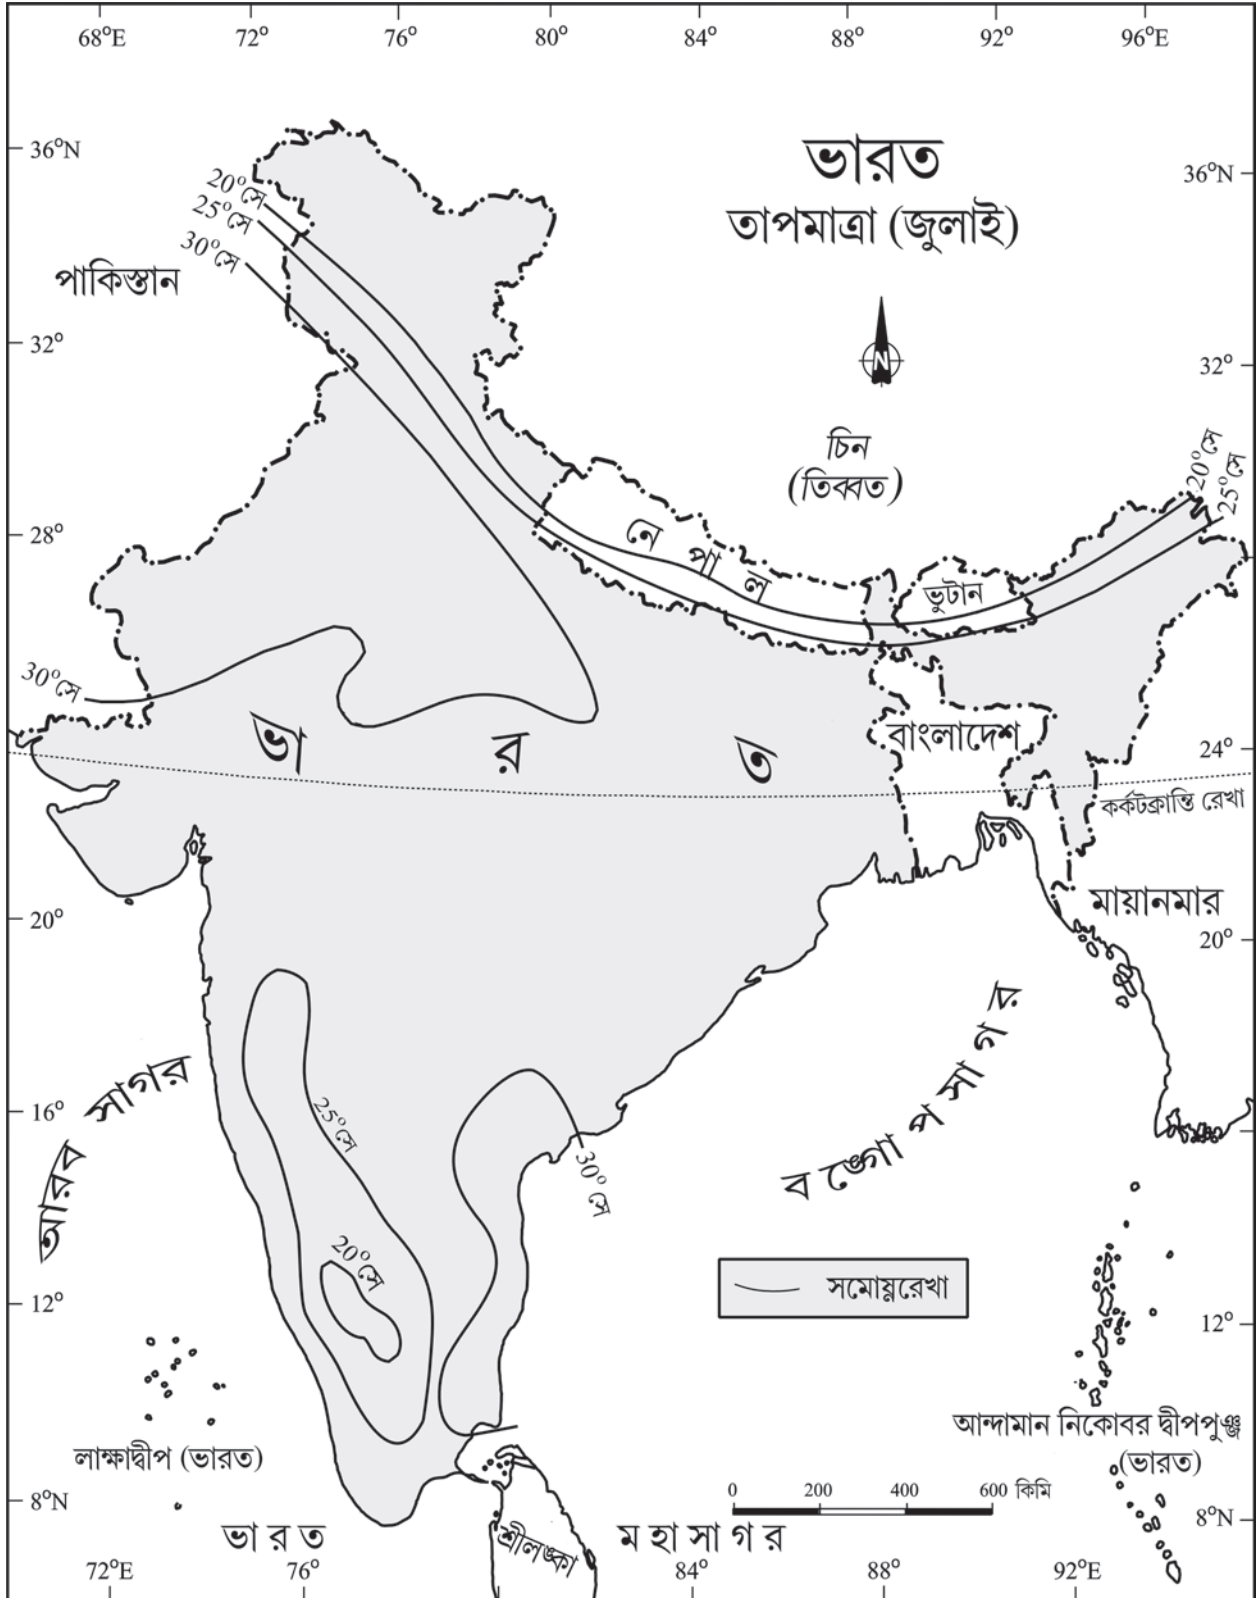 68°E 72° 76° 80° 84° 88° 92° 96°E
36°N
ভারত
36°N
তাপমাত্রা (জুলাই)
20°সে
25°সে
30°সে
পাকিস্তান
32°
N
32°
চিন
(তিব্বত)
20°সে
25°সে
28°
নেপাল
ভুটান
30°সে
ভারত
বাংলাদেশ
24°
কর্কটক্রান্তি রেখা
মায়ানমার
20°
20°
আরব সাগর
বঙ্গোপসাগর
16°
25°সে
30°সে
20°সে
সমোষ্ণরেখা
12°
12°
আন্দামান নিকোবর দ্বীপপুঞ্জ
(ভারত)
লাক্ষাদ্বীপ (ভারত)
0 200 400 600 কিমি
8°N
8°N
ভারত মহাসাগর
শ্রীলঙ্কা
72°E 76° 84° 88° 92°E